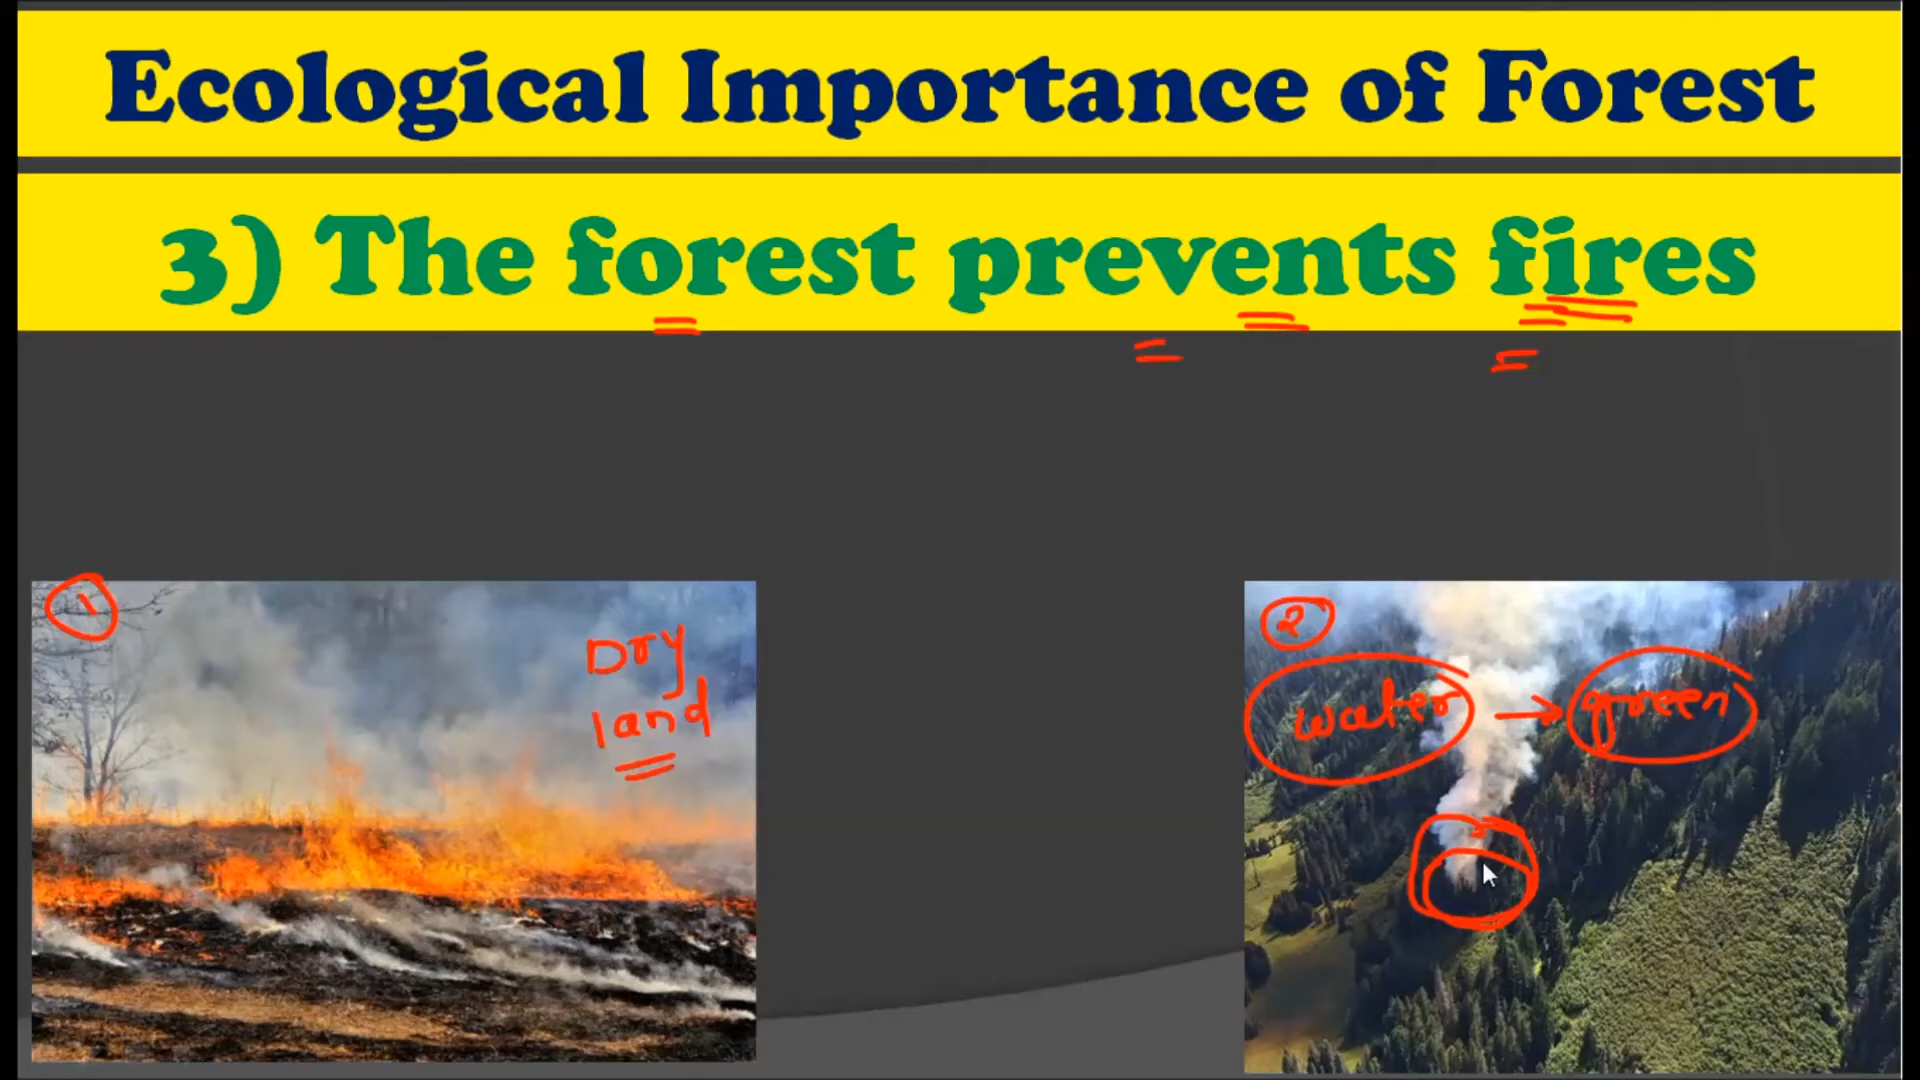 Ecological Importance of Forest
3) The forest prevents fires
1
Dry
land
2
water → green